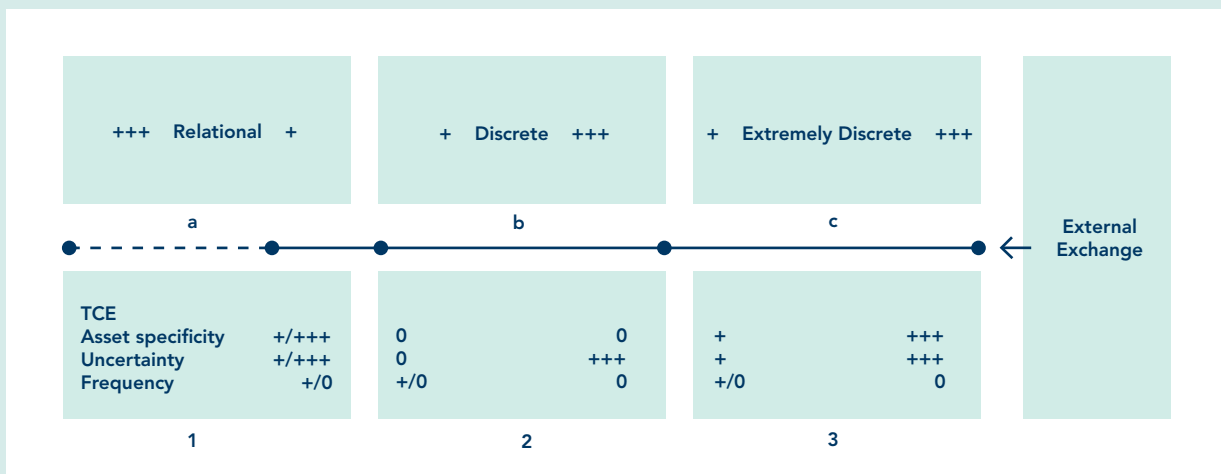 +++ Relational +
+ Discrete +++
+ Extremely Discrete +++
a
b
c
External
Exchange
TCE
Asset specificity +/+++
Uncertainty +/+++
Frequency +/0
0 0
0 +++
+/0 0
+ +++
+ +++
+/0 0
1
2
3